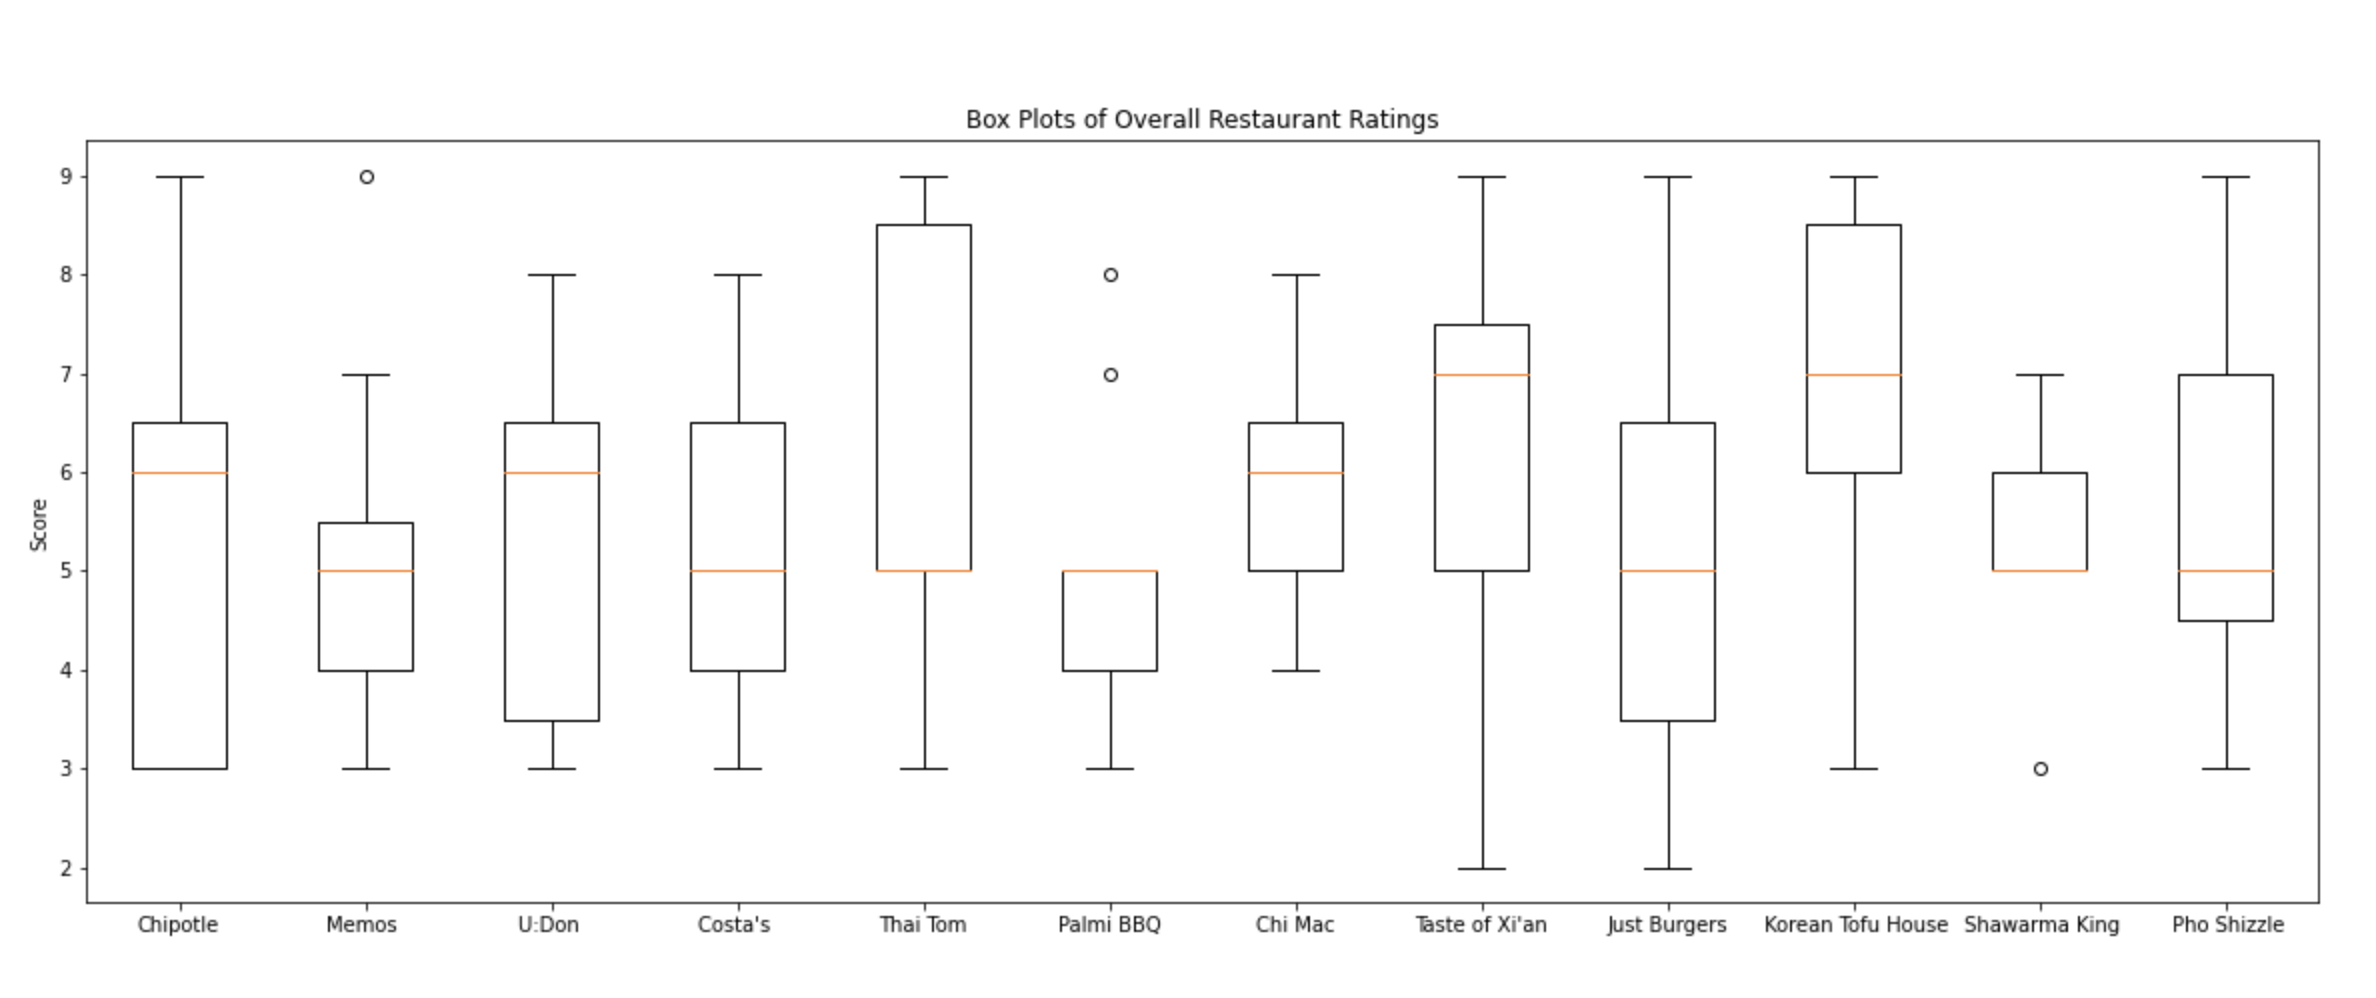 Box Plots of Overall Restaurant Ratings
9
8
7
6
5
4
3
2
Score
Chipotle Memos U:Don Costa's Thai Tom Palmi BBQ Chi Mac Taste of Xi'an Just Burgers Korean Tofu House Shawarma King Pho Shizzle